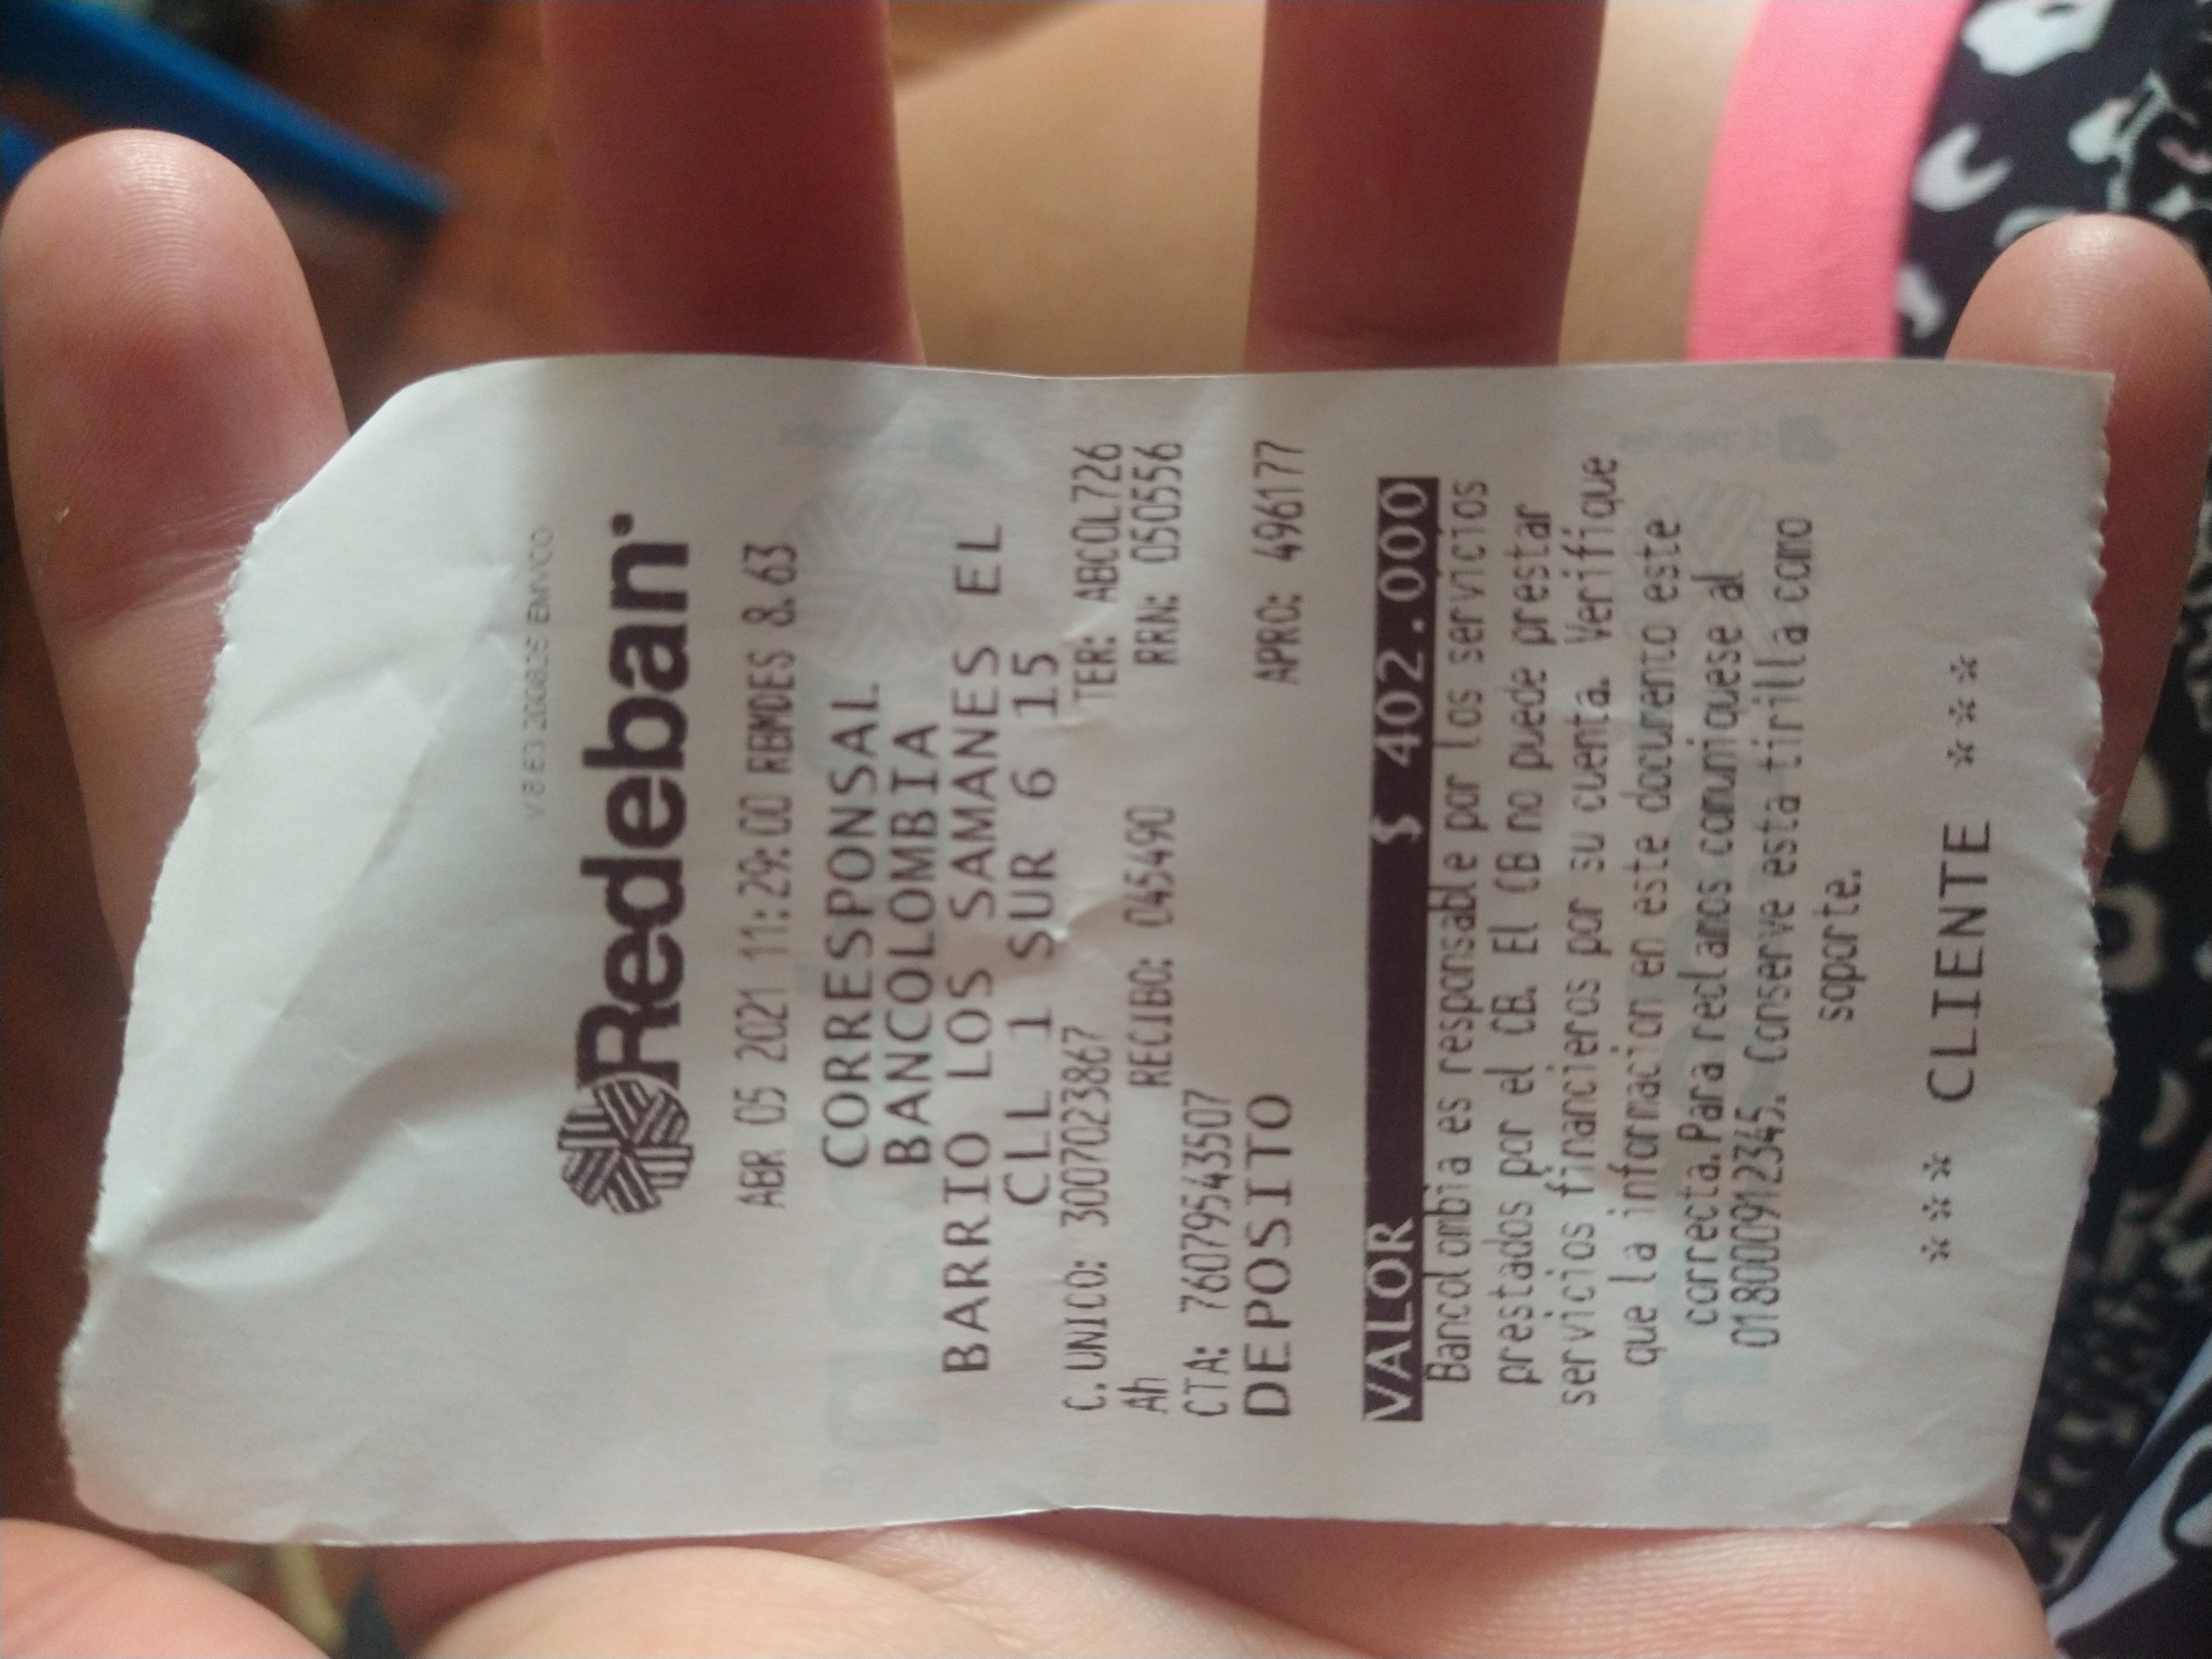 Redeban
ABR 05 2021 11:29:00 RBMDES 8.63
CORRESPONSAL
BANCOLOMBIA
BARRIO LOS SAMANES EL
CLL 1 SUR 6 15
C.UNICO: 3007023867 TER: ABCOL726
Ah RECIBO: 045490 RRN: 050556
CTA: 76079543507
DEPOSITO APRO: 496177
VALOR $ 402.000
Bancolombia es responsable por los servicios
prestados por el CB. El CB no puede prestar
servicios financieros por su cuenta. Verifique
que la informacion en este documento este
correcta.Para reclamos comuniquese al
018000912345. Conserve esta tirilla como
soporte.
*** CLIENTE ***